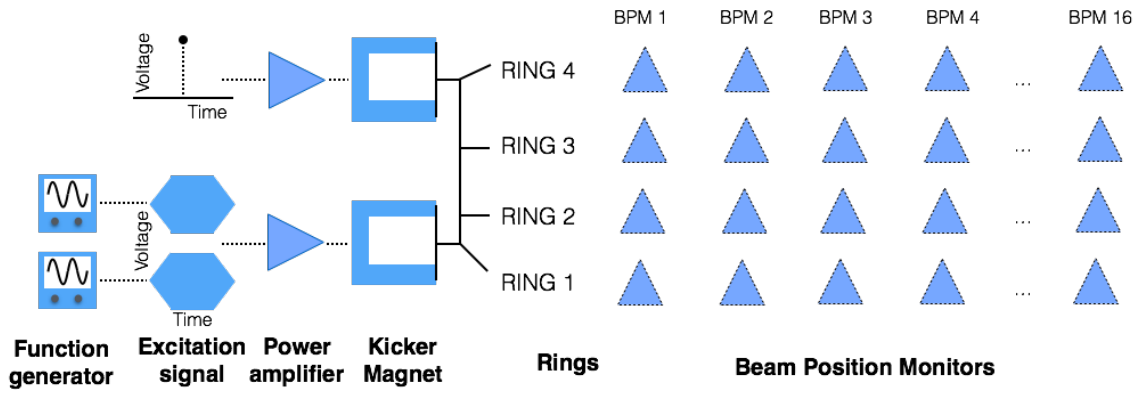 BPM 1 BPM 2 BPM 3 BPM 4 BPM 16
Voltage
Time
RING 4
...
RING 3
...
RING 2
...
Voltage
RING 1
...
Time
Function generator
Excitation signal
Power amplifier
Kicker Magnet
Rings
Beam Position Monitors